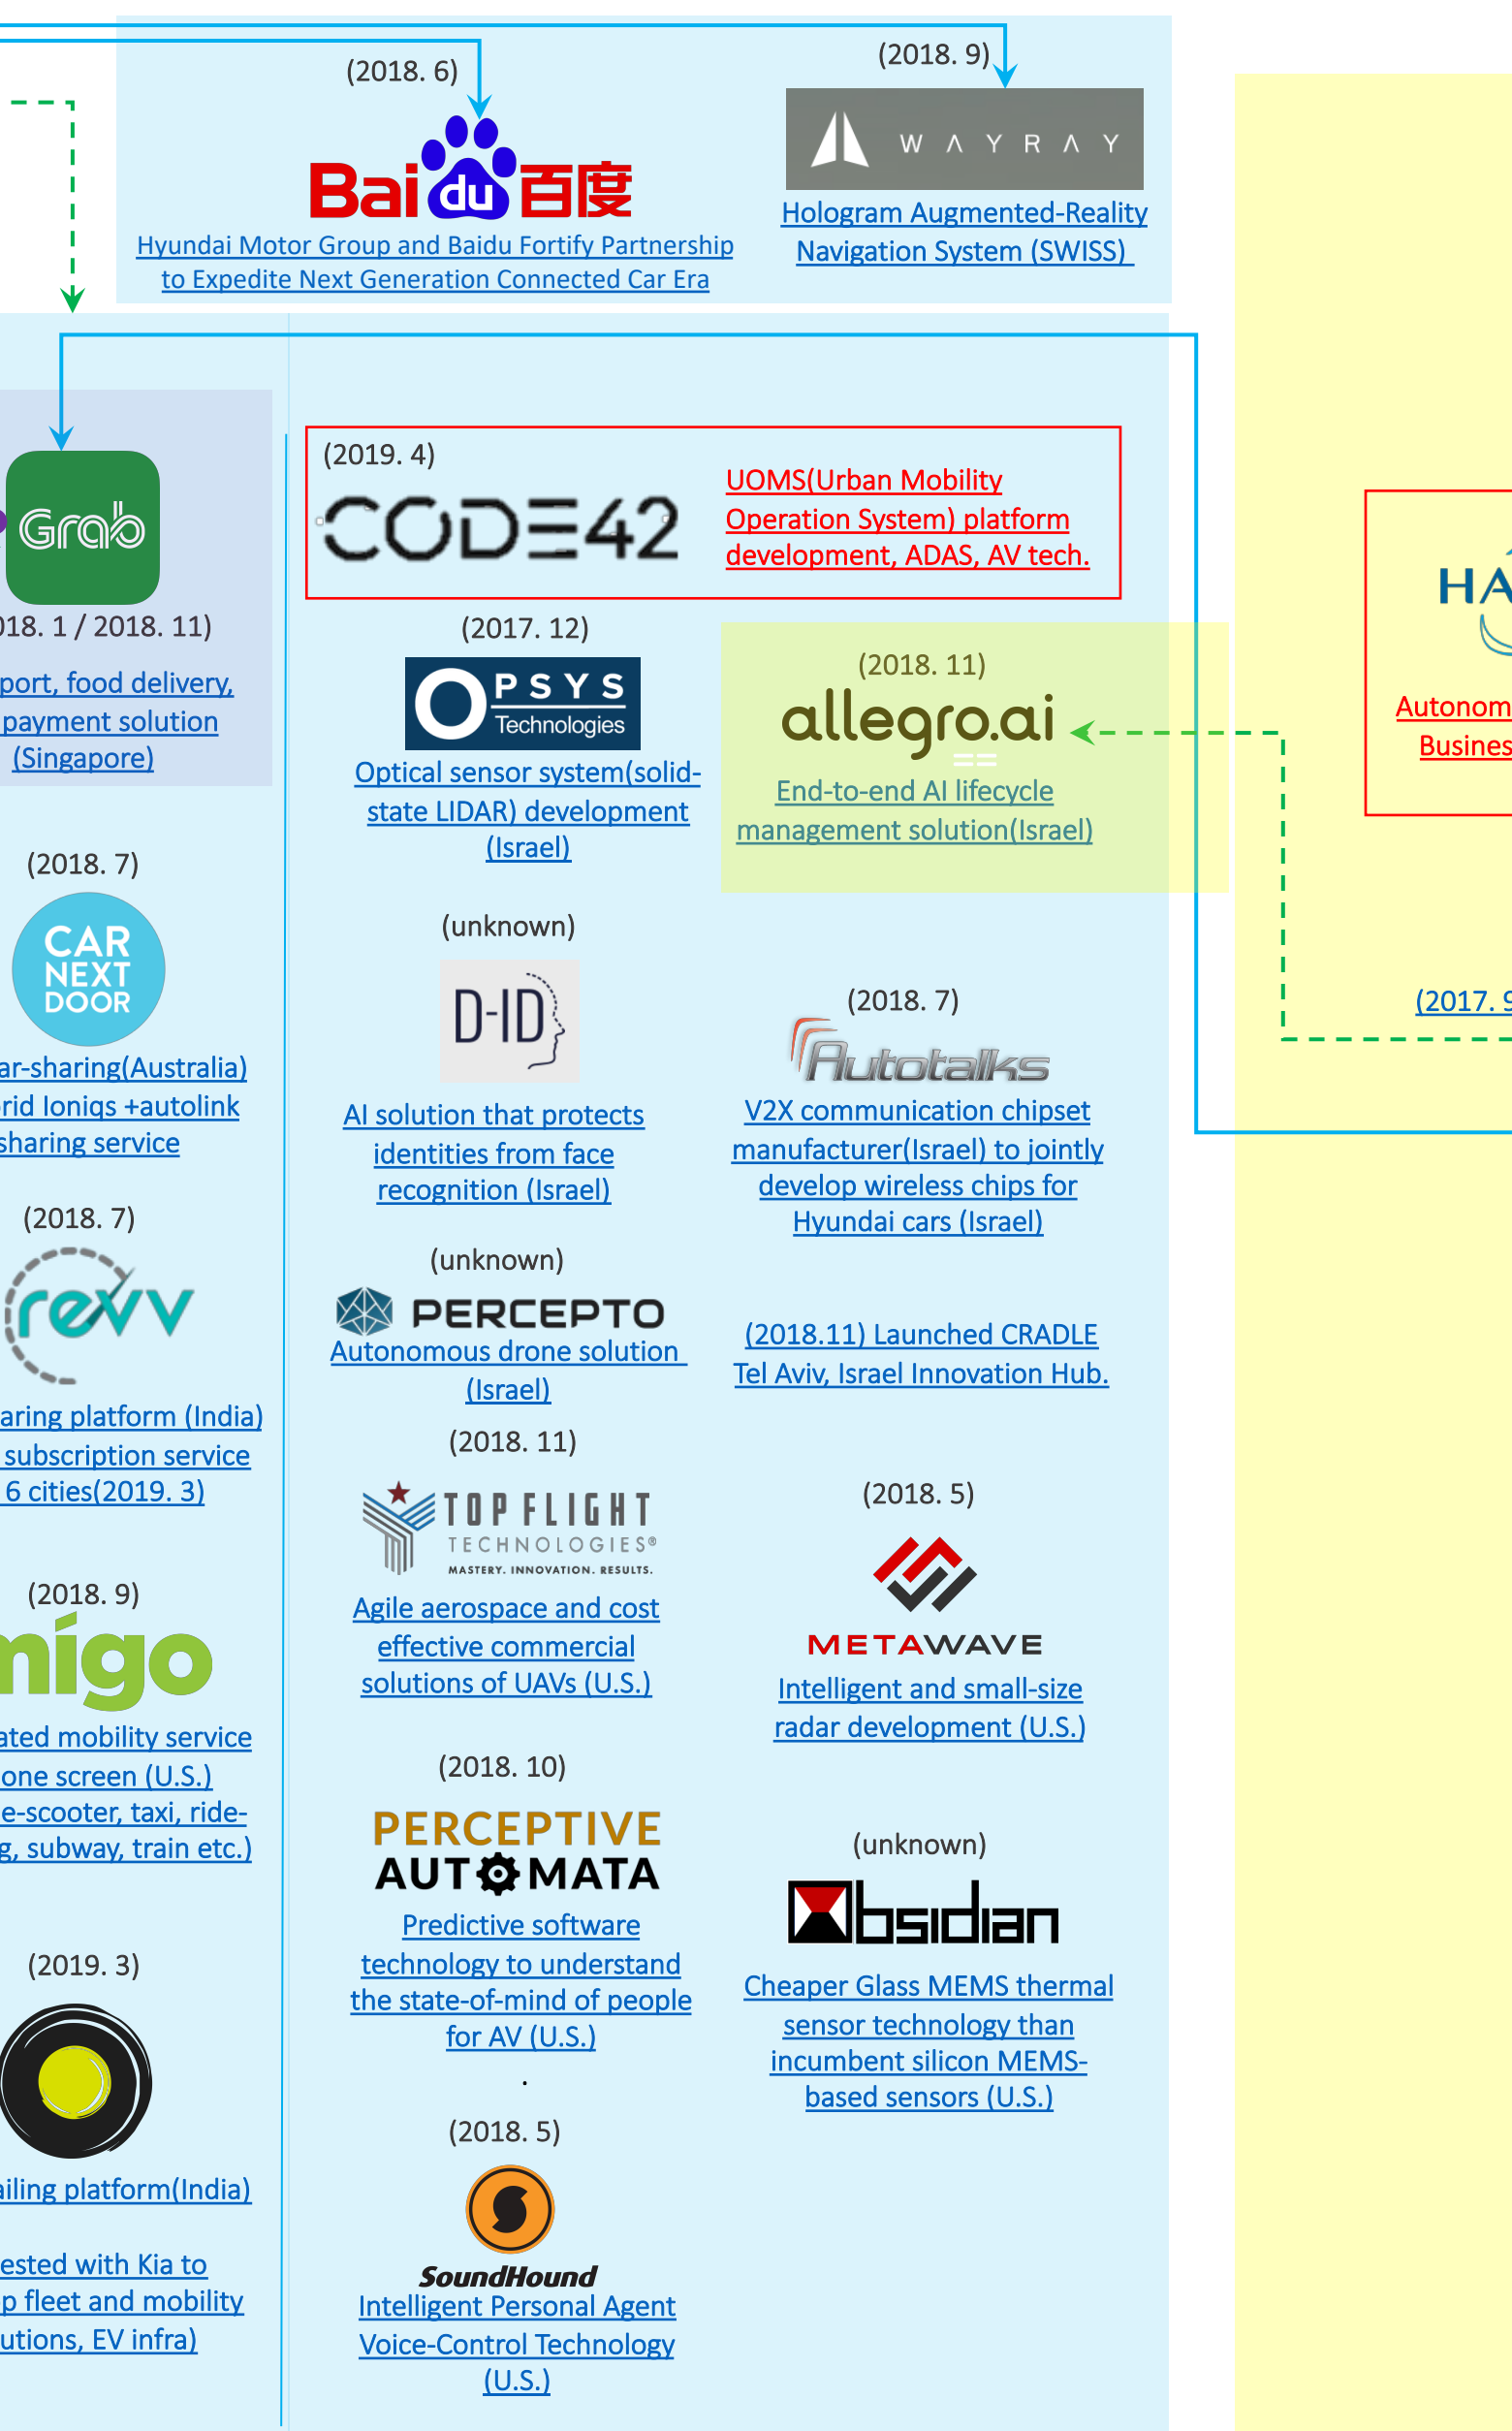 (2018. 6)
Baidu百度
Hyundai Motor Group and Baidu Fortify Partnership
to Expedite Next Generation Connected Car Era
(2018. 9)
WAYRAY
Hologram Augmented-Reality
Navigation System (SWISS)
Grab
018. 1 / 2018. 11)
port, food delivery,
payment solution
(Singapore)
(2018. 7)
CAR
NEXT
DOOR
ar-sharing(Australia)
rid Ioniqs +autolink
sharing service
(2018. 7)
revv
aring platform (India)
subscription service
6 cities(2019. 3)
(2018. 9)
migo
ated mobility service
one screen (U.S.)
e-scooter, taxi, ride-
g, subway, train etc.)
(2019. 3)
ailing platform(India)
ested with Kia to
p fleet and mobility
utions, EV infra)
(2019. 4)
CODE42
UOMS(Urban Mobility
Operation System) platform
development, ADAS, AV tech.
(2017. 12)
OPSYS
Technologies
Optical sensor system(solid-
state LIDAR) development
(Israel)
(unknown)
D-ID
AI solution that protects
identities from face
recognition (Israel)
(unknown)
PERCEPTO
Autonomous drone solution
(Israel)
(2018. 11)
TOP FLIGHT
TECHNOLOGIES®
MASTERY. INNOVATION. RESULTS.
Agile aerospace and cost
effective commercial
solutions of UAVs (U.S.)
(2018. 10)
PERCEPTIVE
AUTOMATA
Predictive software
technology to understand
the state-of-mind of people
for AV (U.S.)
.
(2018. 5)
SoundHound
Intelligent Personal Agent
Voice-Control Technology
(U.S.)
(2018. 11)
allegro.ai
==
End-to-end AI lifecycle
management solution(Israel)
(2018. 7)
Autotalks
V2X communication chipset
manufacturer(Israel) to jointly
develop wireless chips for
Hyundai cars (Israel)
(2018.11) Launched CRADLE
Tel Aviv, Israel Innovation Hub.
(2018. 5)
METAWAVE
Intelligent and small-size
radar development (U.S.)
(unknown)
Obsidian
Cheaper Glass MEMS thermal
sensor technology than
incumbent silicon MEMS-
based sensors (U.S.)
HA
Autonom
Busines
(2017. 9